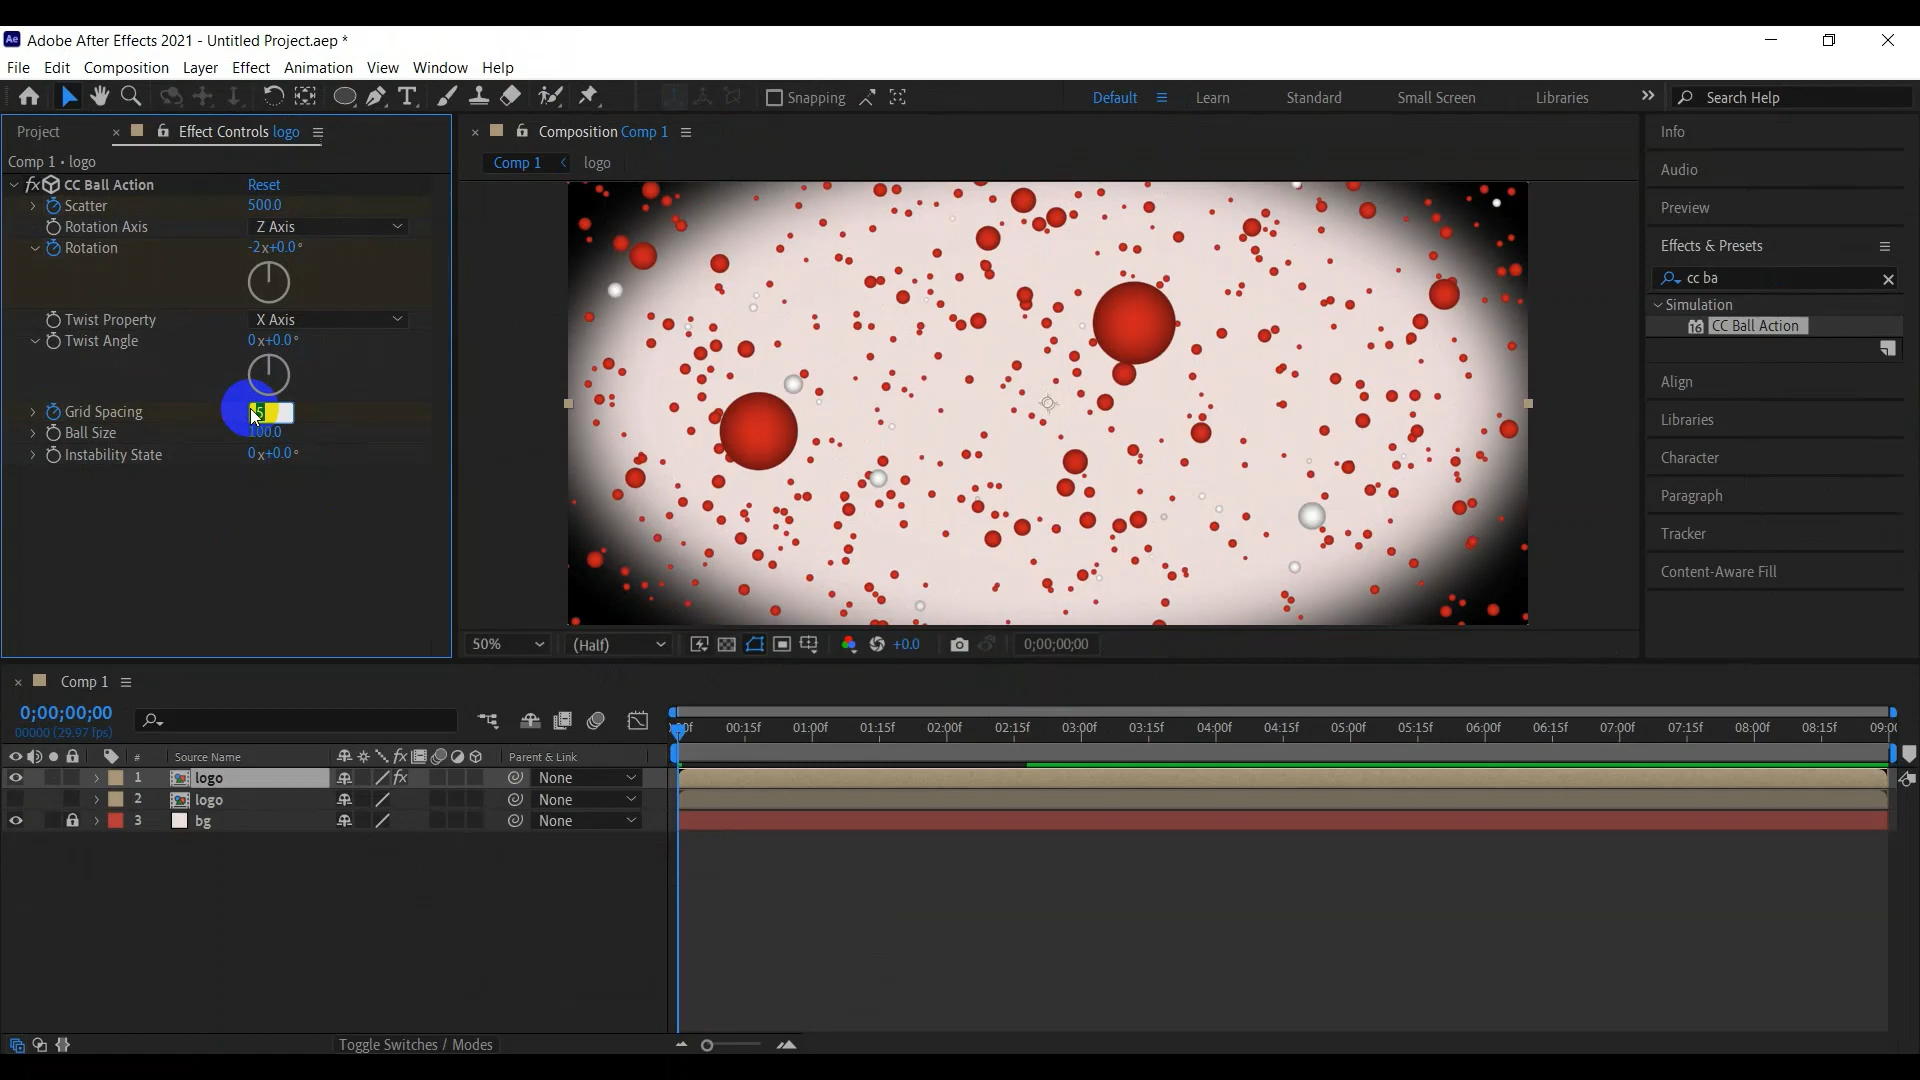 Adobe After Effects 2021 - Untitled Project.aep *
File Edit Composition Layer Effect Animation View Window Help
Snapping Default Learn Standard Small Screen Libraries Search Help
Project Effect Controls logo
Comp 1 • logo
fx CC Ball Action Reset
Scatter 500.0
Rotation Axis Z Axis
Rotation -2x+0.0°
Twist Property X Axis
Twist Angle 0x+0.0°
Grid Spacing 5
Ball Size 100.0
Instability State 0x+0.0°
Composition Comp 1
Comp 1 logo
50% (Half) +0.0 0;00;00;00
Info
Audio
Preview
Effects & Presets
cc ba
Simulation
16 CC Ball Action
Align
Libraries
Character
Paragraph
Tracker
Content-Aware Fill
Comp 1
0;00;00;00
00000 (29.97 fps)
00:15f 01:00f 01:15f 02:00f 02:15f 03:00f 03:15f 04:00f 04:15f 05:00f 05:15f 06:00f 06:15f 07:00f 07:15f 08:00f 08:15f 09:00
# Source Name fx Parent & Link
1 logo fx None
2 logo None
3 bg None
Toggle Switches / Modes